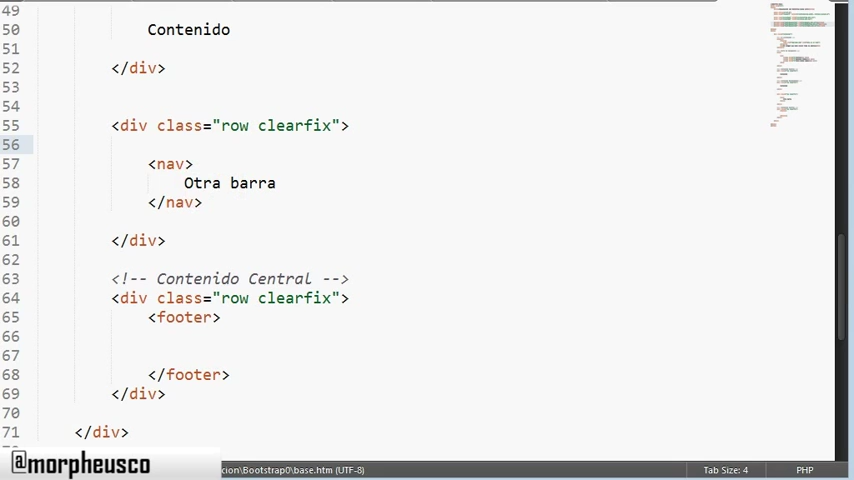 49
50 Contenido
51
52 </div>
53
54
55 <div class="row clearfix">
56
57 <nav>
58 Otra barra
59 </nav>
60
61 </div>
62
63 <!-- Contenido Central -->
64 <div class="row clearfix">
65 <footer>
66
67
68 </footer>
69 </div>
70
71 </div>
@morpheusco
cion\Bootstrap0\base.htm (UTF-8) Tab Size: 4 PHP